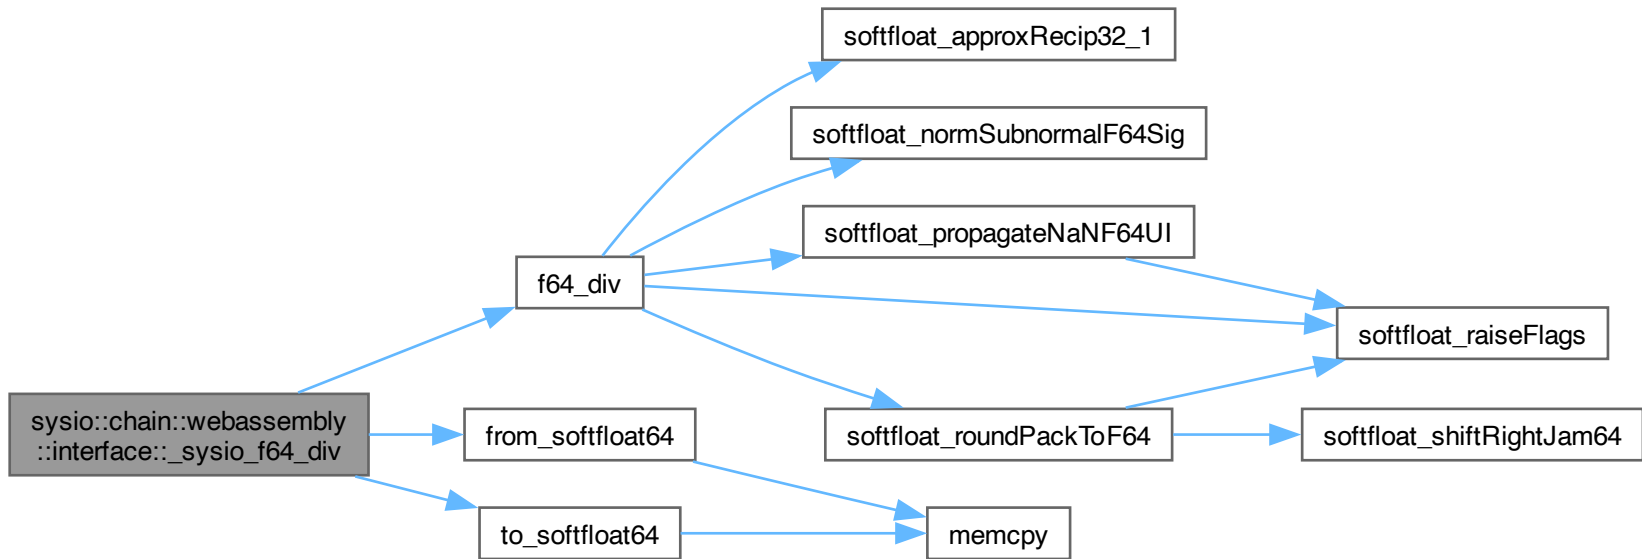 softfloat_approxRecip32_1
softfloat_normSubnormalF64Sig
softfloat_propagateNaNF64UI
f64_div
softfloat_raiseFlags
sysio::chain::webassembly
::interface::_sysio_f64_div
from_softfloat64
softfloat_roundPackToF64
softfloat_shiftRightJam64
to_softfloat64
memcpy